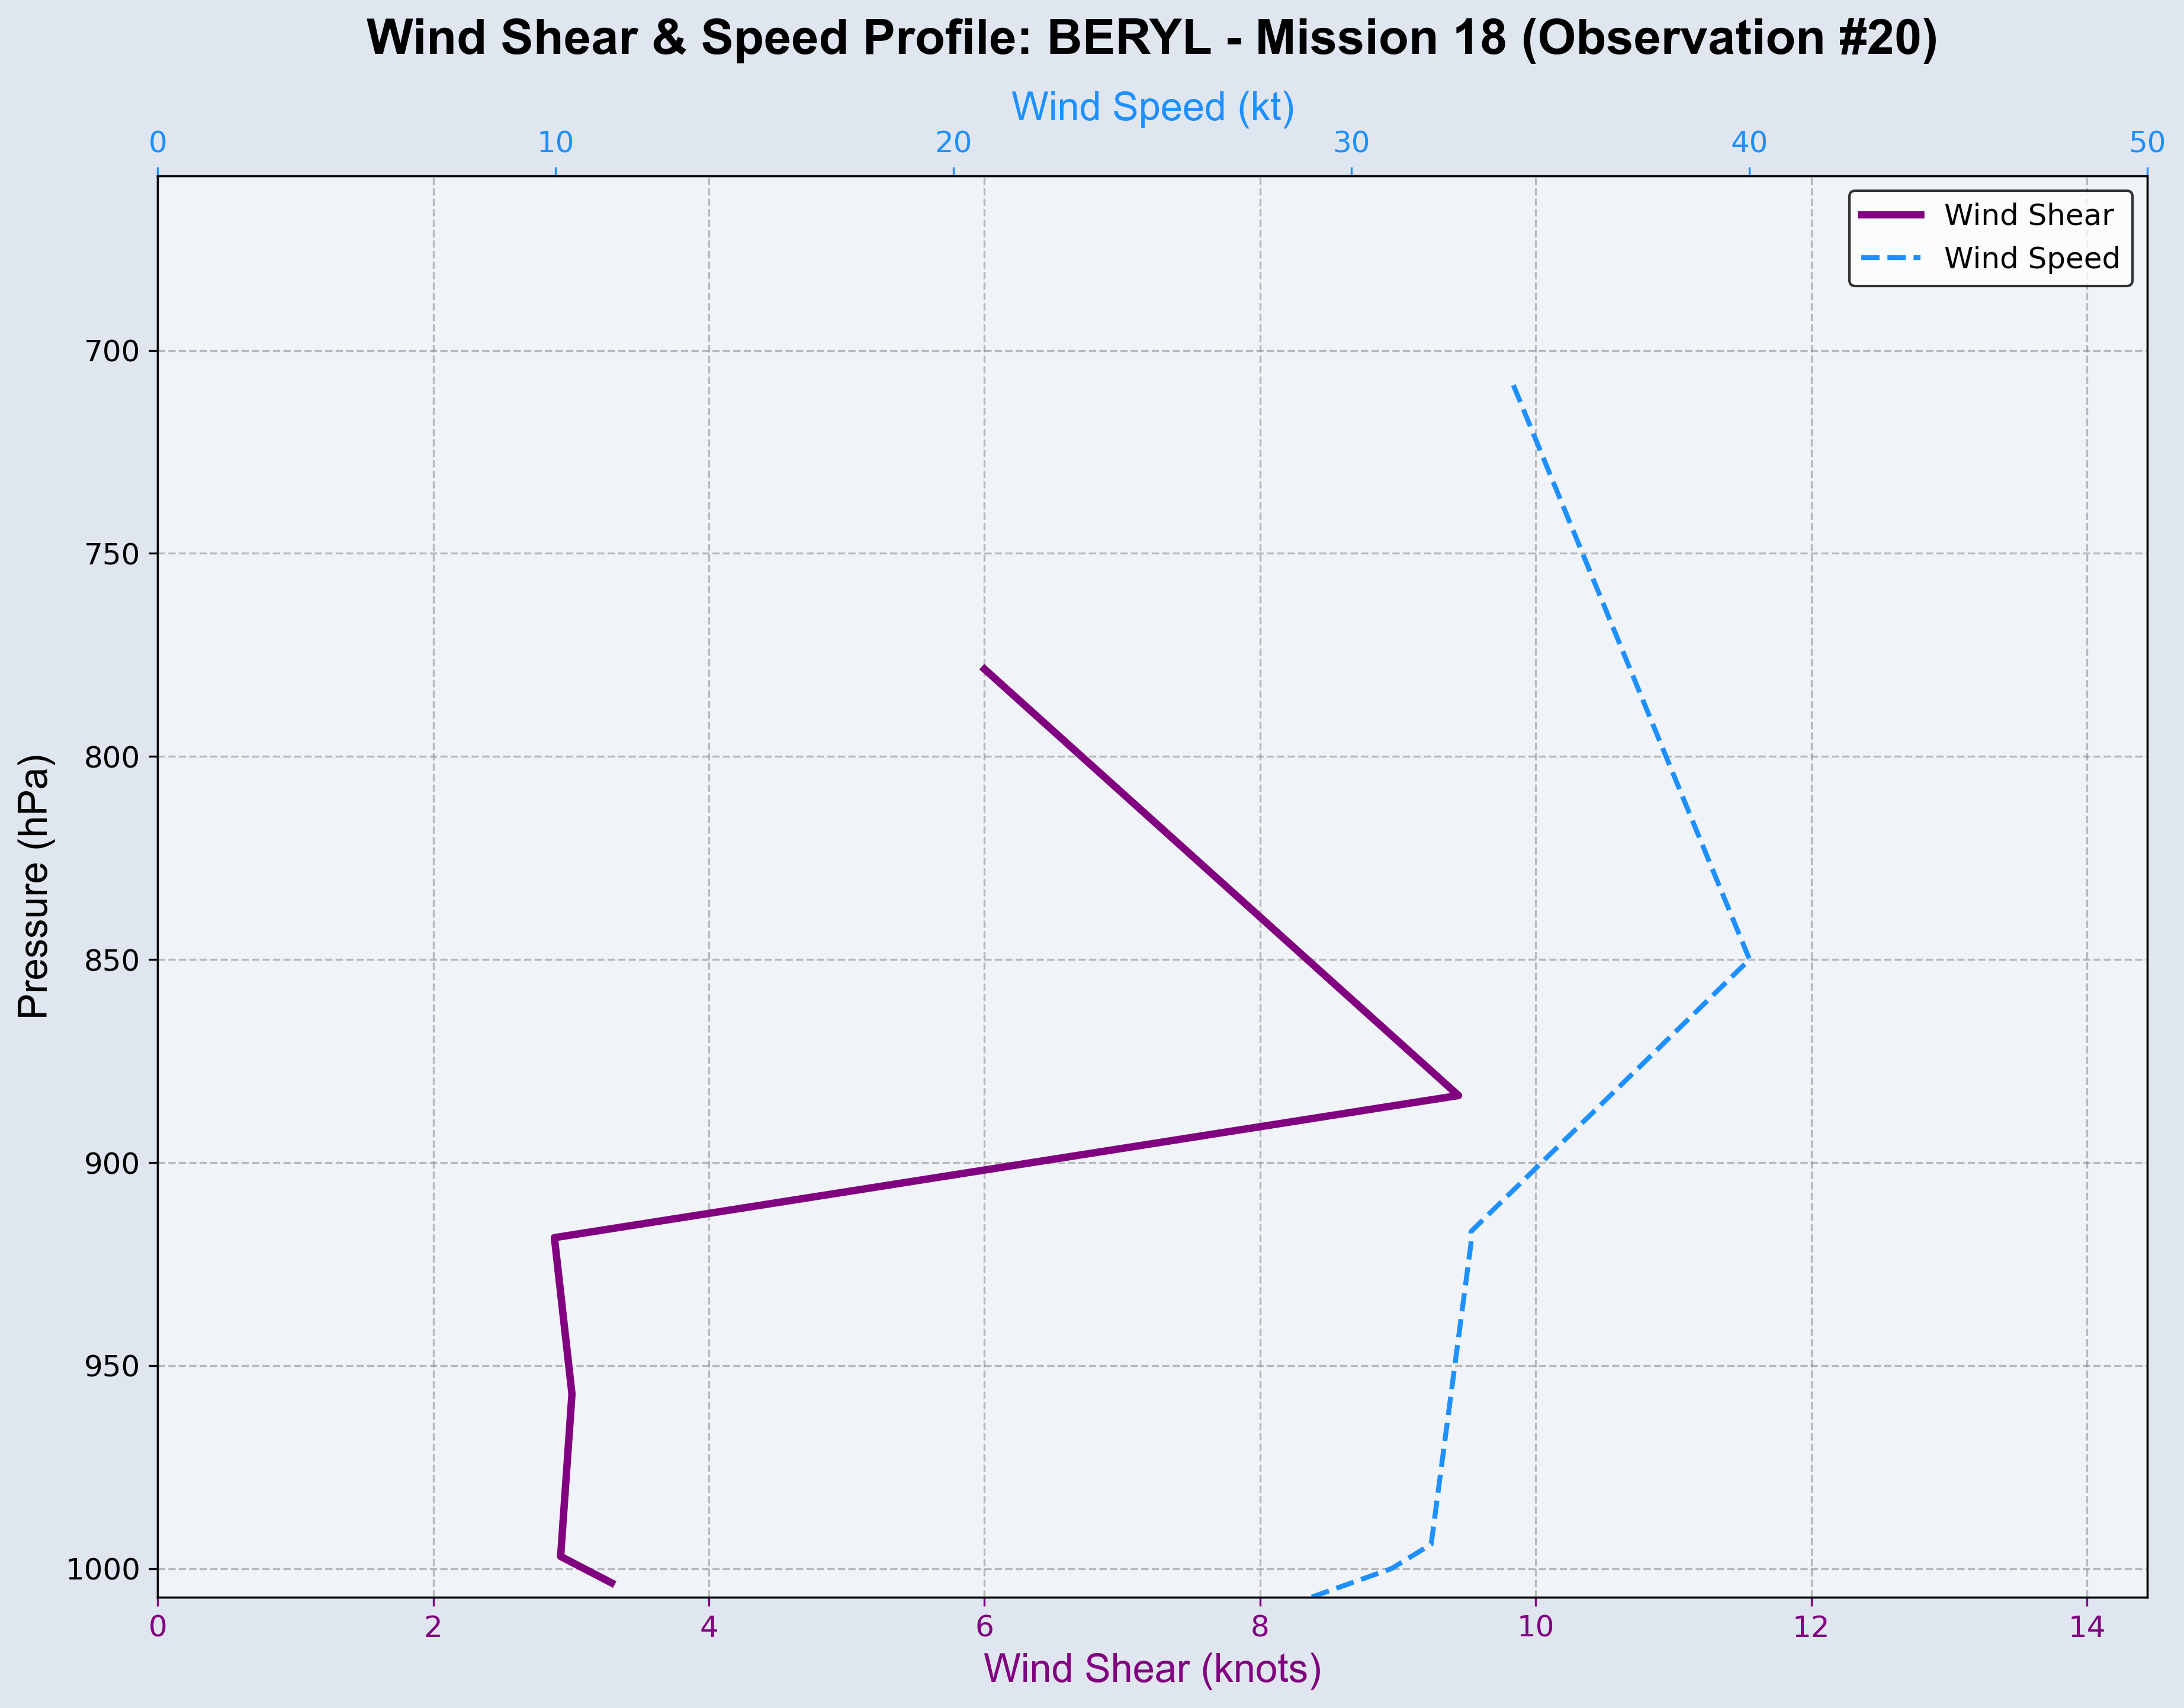 Wind Shear & Speed Profile: BERYL - Mission 18 (Observation #20)
Wind Speed (kt)
0 10 20 30 40 50
Wind Shear
Wind Speed
700
750
800
850
900
950
1000
Pressure (hPa)
0 2 4 6 8 10 12 14
Wind Shear (knots)